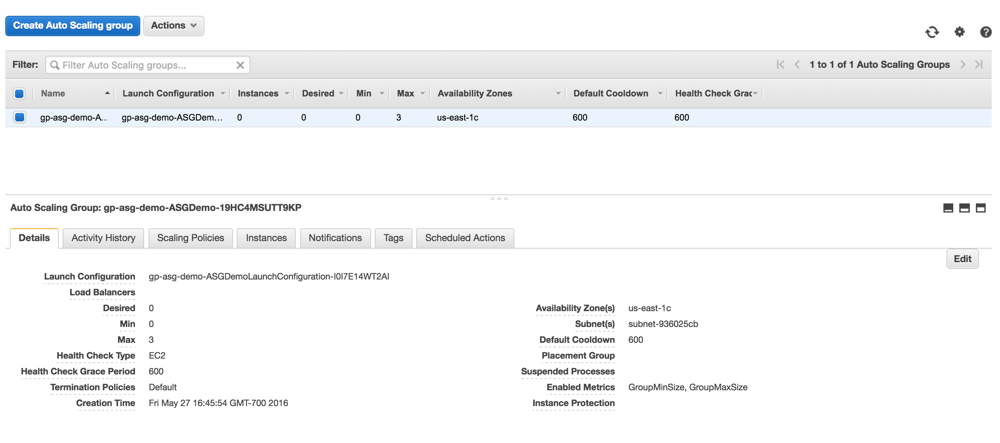 Create Auto Scaling group Actions
Filter: Filter Auto Scaling groups... 1 to 1 of 1 Auto Scaling Groups
Name Launch Configuration Instances Desired Min Max Availability Zones Default Cooldown Health Check Grac
gp-asg-demo-A... gp-asg-demo-ASGDem... 0 0 0 3 us-east-1c 600 600
Auto Scaling Group: gp-asg-demo-ASGDemo-19HC4MSUTT9KP
Details Activity History Scaling Policies Instances Notifications Tags Scheduled Actions
Edit
Launch Configuration gp-asg-demo-ASGDemoLaunchConfiguration-I0I7E14WT2AI
Load Balancers
Desired 0 Availability Zone(s) us-east-1c
Min 0 Subnet(s) subnet-936025cb
Max 3 Default Cooldown 600
Health Check Type EC2 Placement Group
Health Check Grace Period 600 Suspended Processes
Termination Policies Default Enabled Metrics GroupMinSize, GroupMaxSize
Creation Time Fri May 27 16:45:54 GMT-700 2016 Instance Protection